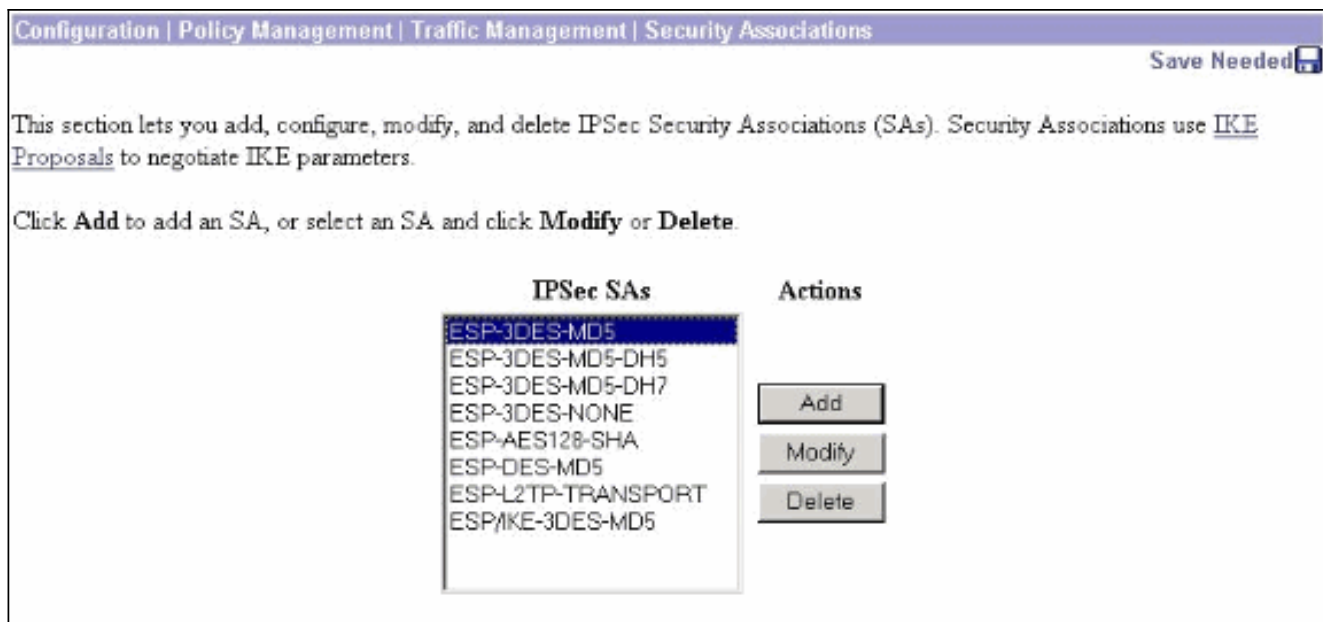 Configuration | Policy Management | Traffic Management | Security Associations
Save Needed
This section lets you add, configure, modify, and delete IPSec Security Associations (SAs). Security Associations use IKE
Proposals to negotiate IKE parameters.
Click Add to add an SA, or select an SA and click Modify or Delete.
IPSec SAs Actions
ESP-3DES-MD5
ESP-3DES-MD5-DH5
ESP-3DES-MD5-DH7
ESP-3DES-NONE
ESP-AES128-SHA
ESP-DES-MD5
ESP-L2TP-TRANSPORT
ESP/IKE-3DES-MD5
Add
Modify
Delete